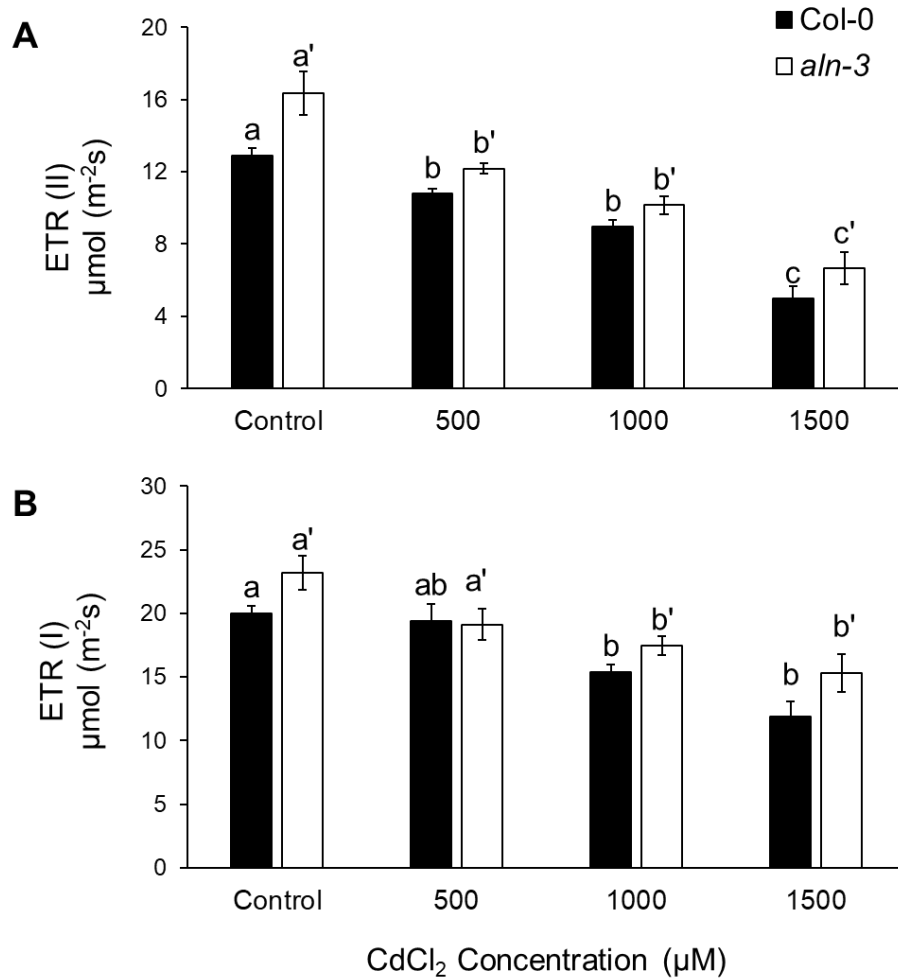 A
Col-0
aln-3
ETR (II)
µmol (m⁻²s)
20
16
12
8
4
0
a
a'
b
b'
b
b'
c
c'
Control
500
1000
1500
B
ETR (I)
µmol (m⁻²s)
30
25
20
15
10
5
0
a
a'
ab
a'
b
b'
b
b'
Control
500
1000
1500
CdCl₂ Concentration (µM)